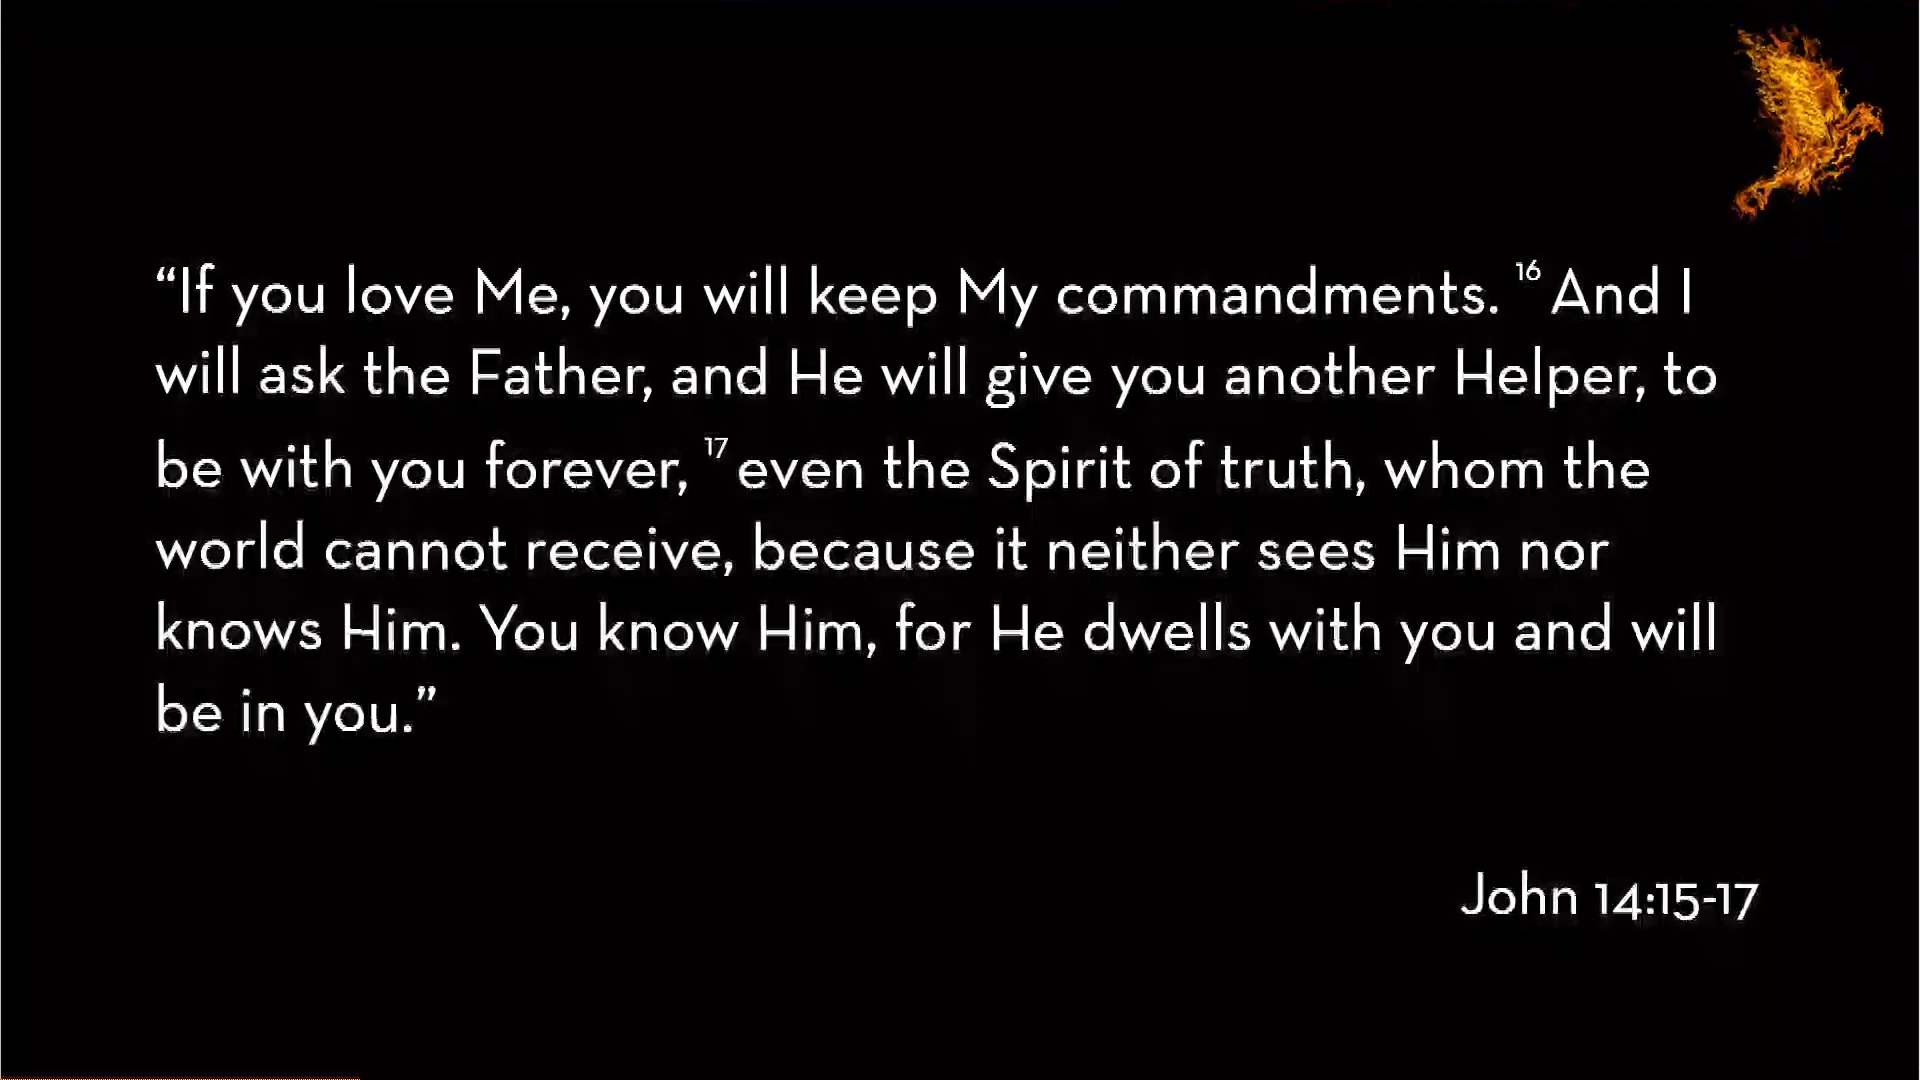 “If you love Me, you will keep My commandments. 16 And I
will ask the Father, and He will give you another Helper, to
be with you forever, 17 even the Spirit of truth, whom the
world cannot receive, because it neither sees Him nor
knows Him. You know Him, for He dwells with you and will
be in you.”
John 14:15-17